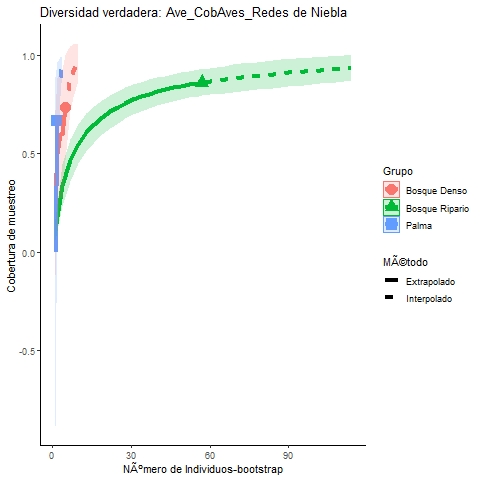 Diversidad verdadera: Ave_CobAves_Redes de Niebla
1.0
0.5
0.0
-0.5
Cobertura de muestreo
0
30
60
90
NÃºmero de Individuos-bootstrap
Grupo
Bosque Denso
Bosque Ripario
Palma
MÃ©todo
Extrapolado
Interpolado